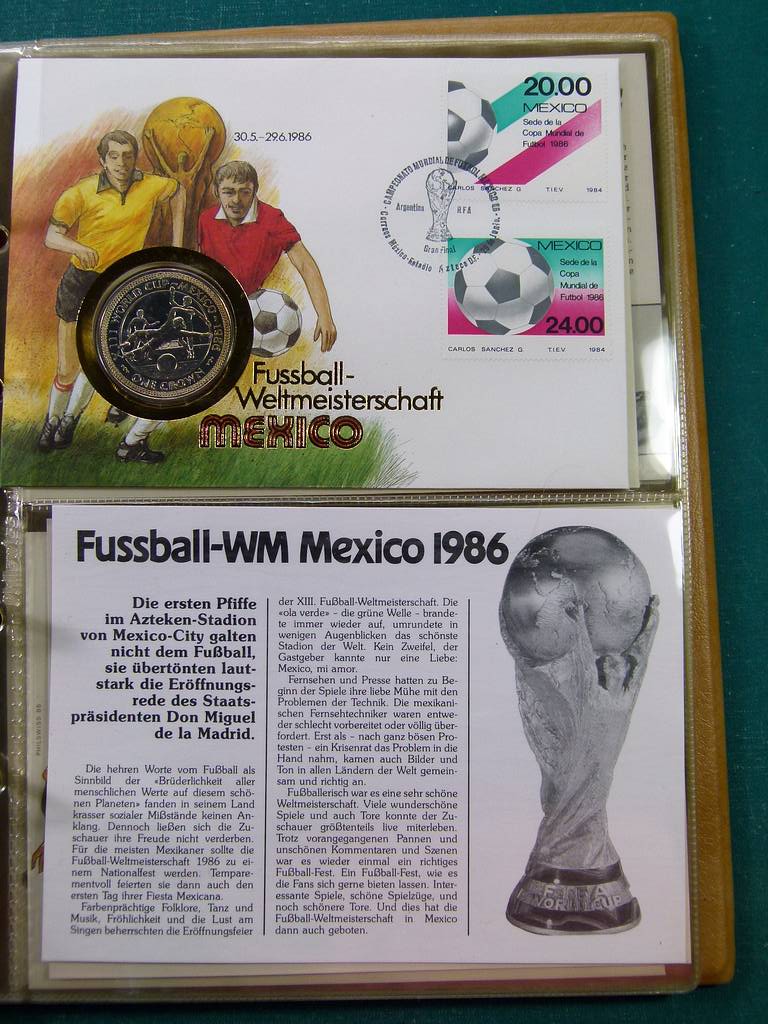 30.5.-29.6.1986
20.00
MEXICO
Sede de la
Copa Mundial de
Futbol 1986
CARLOS SANCHEZ G. T.I.E.V. 1984
Argentina R.F.A
Gran Final
MEXICO
Sede de la
Copa
Mundial de
Futbol 1986
24.00
CARLOS SANCHEZ G. T.I.E.V. 1984
XIII WORLD CUP - MEXICO - 1986
ONE CROWN
Fussball-
Weltmeisterschaft
MEXICO
Fussball-WM Mexico 1986
Die ersten Pfiffe
im Azteken-Stadion
von Mexico-City galten
nicht dem Fußball,
sie übertönten laut-
stark die Eröffnungs-
rede des Staats-
präsidenten Don Miguel
de la Madrid.
Die hehren Worte vom Fußball als
Sinnbild der «Brüderlichkeit aller
menschlichen Werte auf diesem schö-
nen Planeten» fanden in seinem Land
krasser sozialer Mißstände keinen An-
klang. Dennoch ließen sich die Zu-
schauer ihre Freude nicht verderben.
Für die meisten Mexikaner sollte die
Fußball-Weltmeisterschaft 1986 zu ei-
nem Nationalfest werden. Tempera-
mentvoll feierten sie dann auch den
ersten Tag ihrer Fiesta Mexicana.
Farbenprächtige Folklore, Tanz und
Musik, Fröhlichkeit und die Lust am
Singen beherrschten die Eröffnungsfeier
der XIII. Fußball-Weltmeisterschaft. Die
«ola verde» - die grüne Welle - brande-
te immer wieder auf, umrundete in
wenigen Augenblicken das schönste
Stadion der Welt. Kein Zweifel, der
Gastgeber kannte nur eine Liebe:
Mexico, mi amor.
Fernsehen und Presse hatten zu Be-
ginn der Spiele ihre liebe Mühe mit den
Problemen der Technik. Die mexikani-
schen Fernsehtechniker waren entwe-
der schlecht vorbereitet oder völlig über-
fordert. Erst als - nach ganz bösen Pro-
testen - ein Krisenrat das Problem in die
Hand nahm, kamen auch Bilder und
Ton in allen Ländern der Welt gemein-
sam und richtig an.
Fußballerisch war es eine sehr schöne
Weltmeisterschaft. Viele wunderschöne
Spiele und auch Tore konnte der Zu-
schauer größtenteils live miterleben.
Trotz vorangegangenen Pannen und
unschönen Kommentaren und Szenen
war es wieder einmal ein richtiges
Fußball-Fest. Ein Fußball-Fest, wie es
die Fans sich gerne bieten lassen. Inter-
essante Spiele, schöne Spielzüge, und
noch schönere Tore. Und dies hat die
Fußball-Weltmeisterschaft in Mexico
dann auch geboten.
PHILSWISS 86
FIFA
WORLD CUP